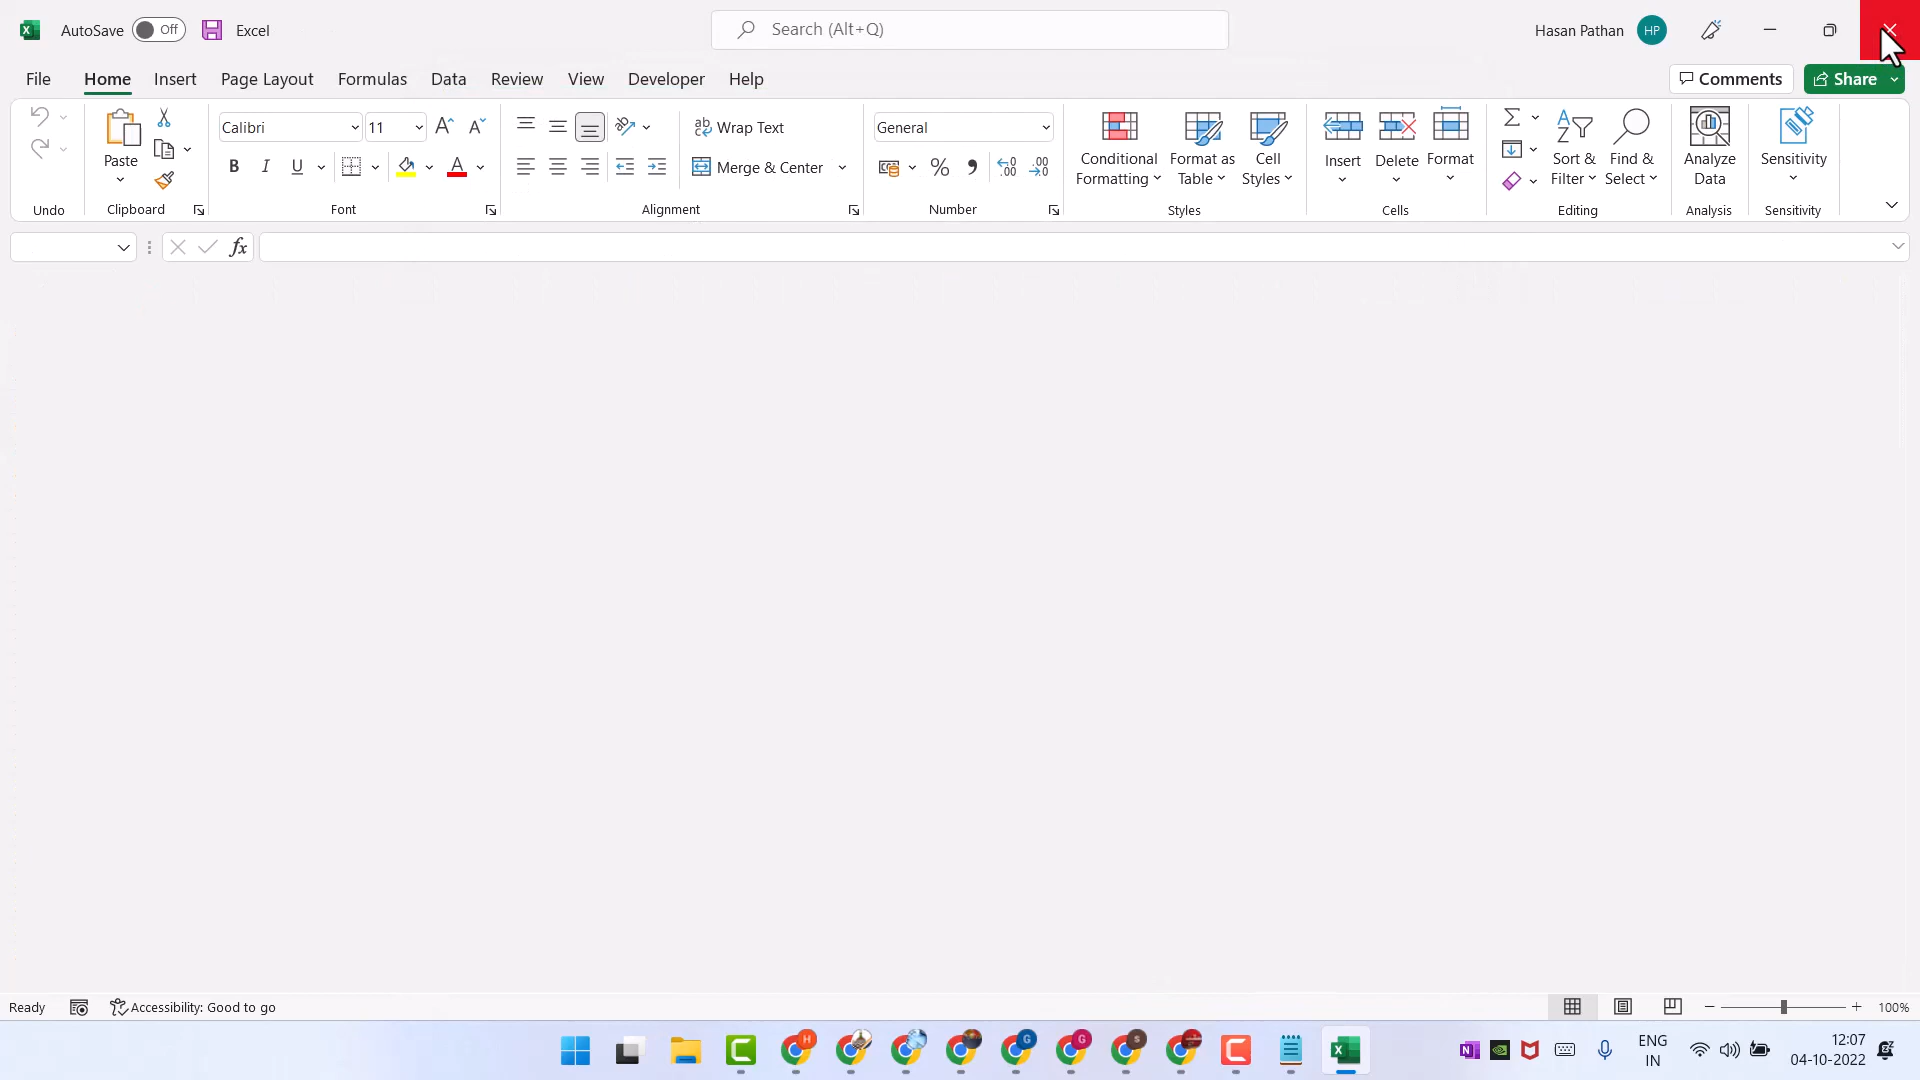 AutoSave Off Excel Search (Alt+Q) Hasan Pathan HP
File Home Insert Page Layout Formulas Data Review View Developer Help Comments Share
Paste
Undo
Clipboard
Calibri 11
B I U A
Font
ab Wrap Text
Merge & Center
Alignment
General
% , .00
Number
Conditional Formatting
Format as Table
Cell Styles
Styles
Insert Delete Format
Cells
Sort & Filter
Find & Select
Editing
Analyze Data
Analysis
Sensitivity
Sensitivity
fx
Ready Accessibility: Good to go 100%
ENG
IN
12:07
04-10-2022